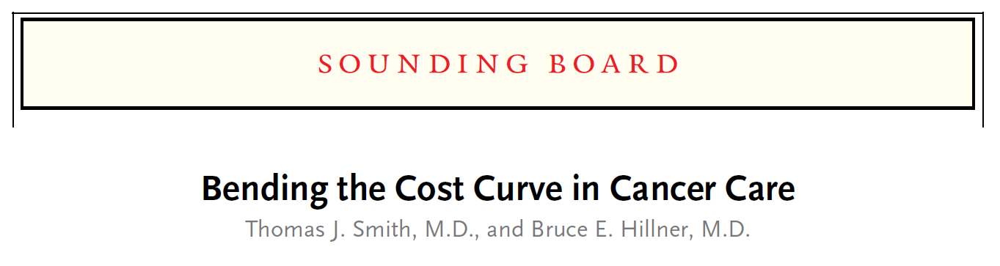 SOUNDING BOARD
Bending the Cost Curve in Cancer Care
Thomas J. Smith, M.D., and Bruce E. Hillner, M.D.